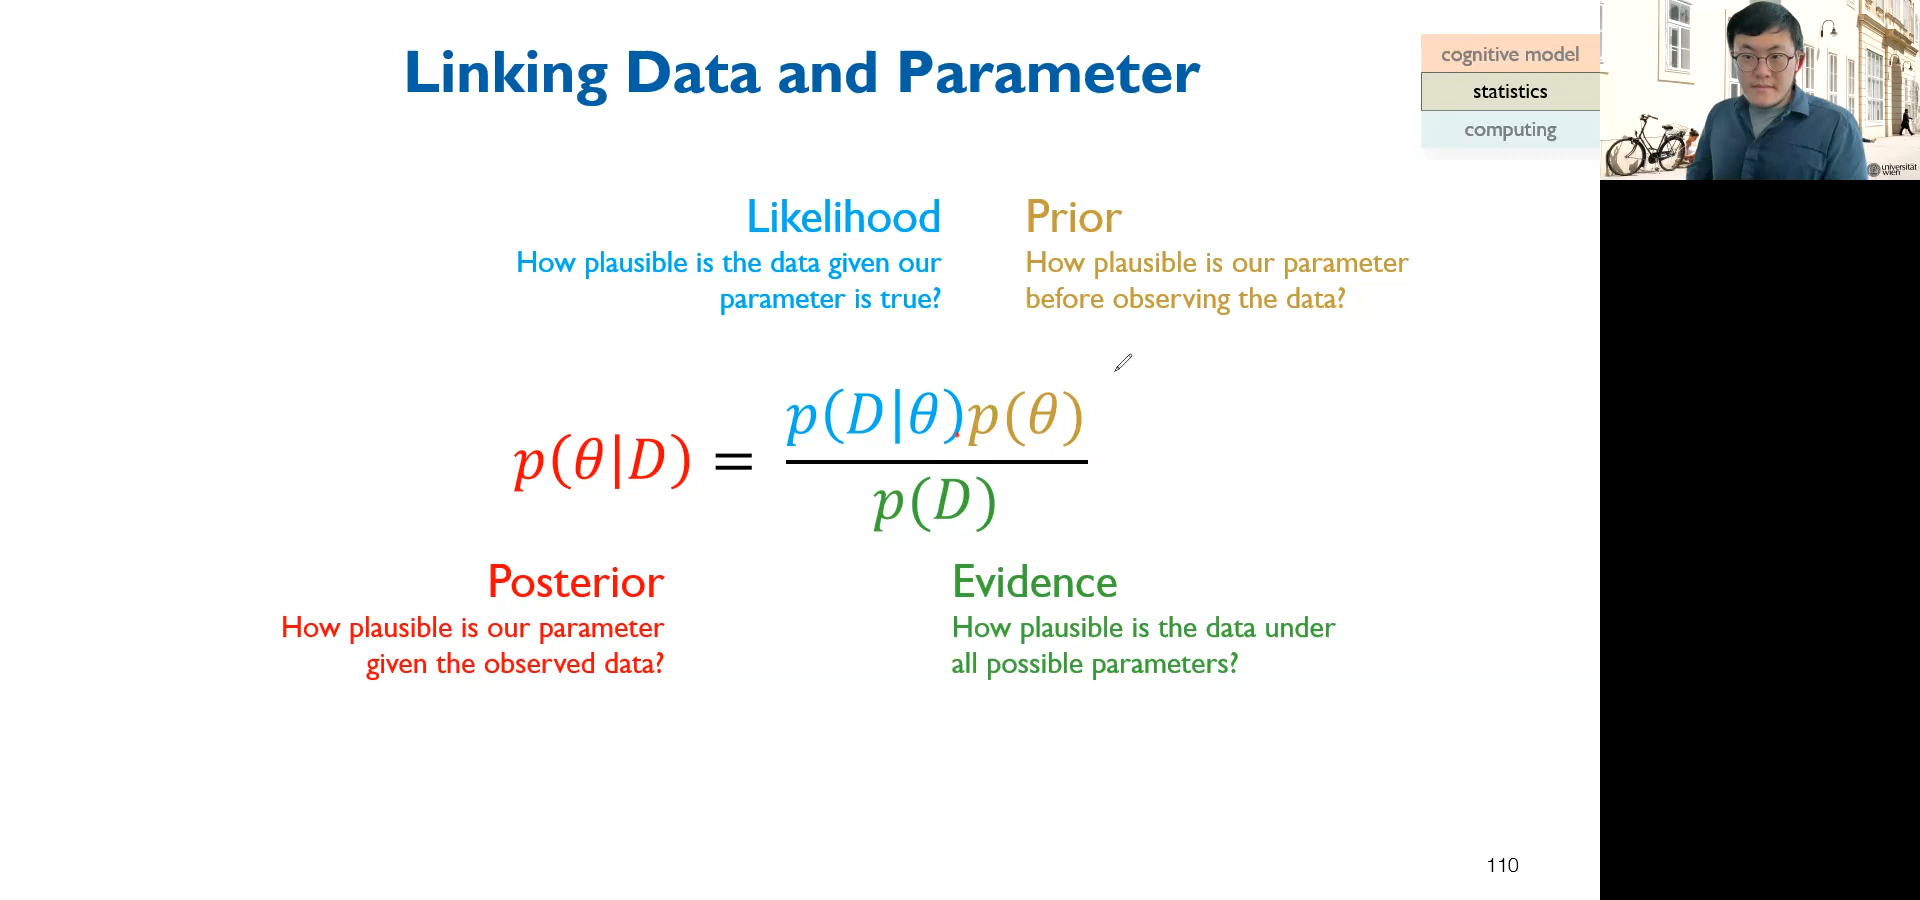 Linking Data and Parameter
cognitive model
statistics
computing
universität
wien
Likelihood
How plausible is the data given our
parameter is true?
Prior
How plausible is our parameter
before observing the data?
p(θ|D) = p(D|θ)p(θ)
p(D)
Posterior
How plausible is our parameter
given the observed data?
Evidence
How plausible is the data under
all possible parameters?
110